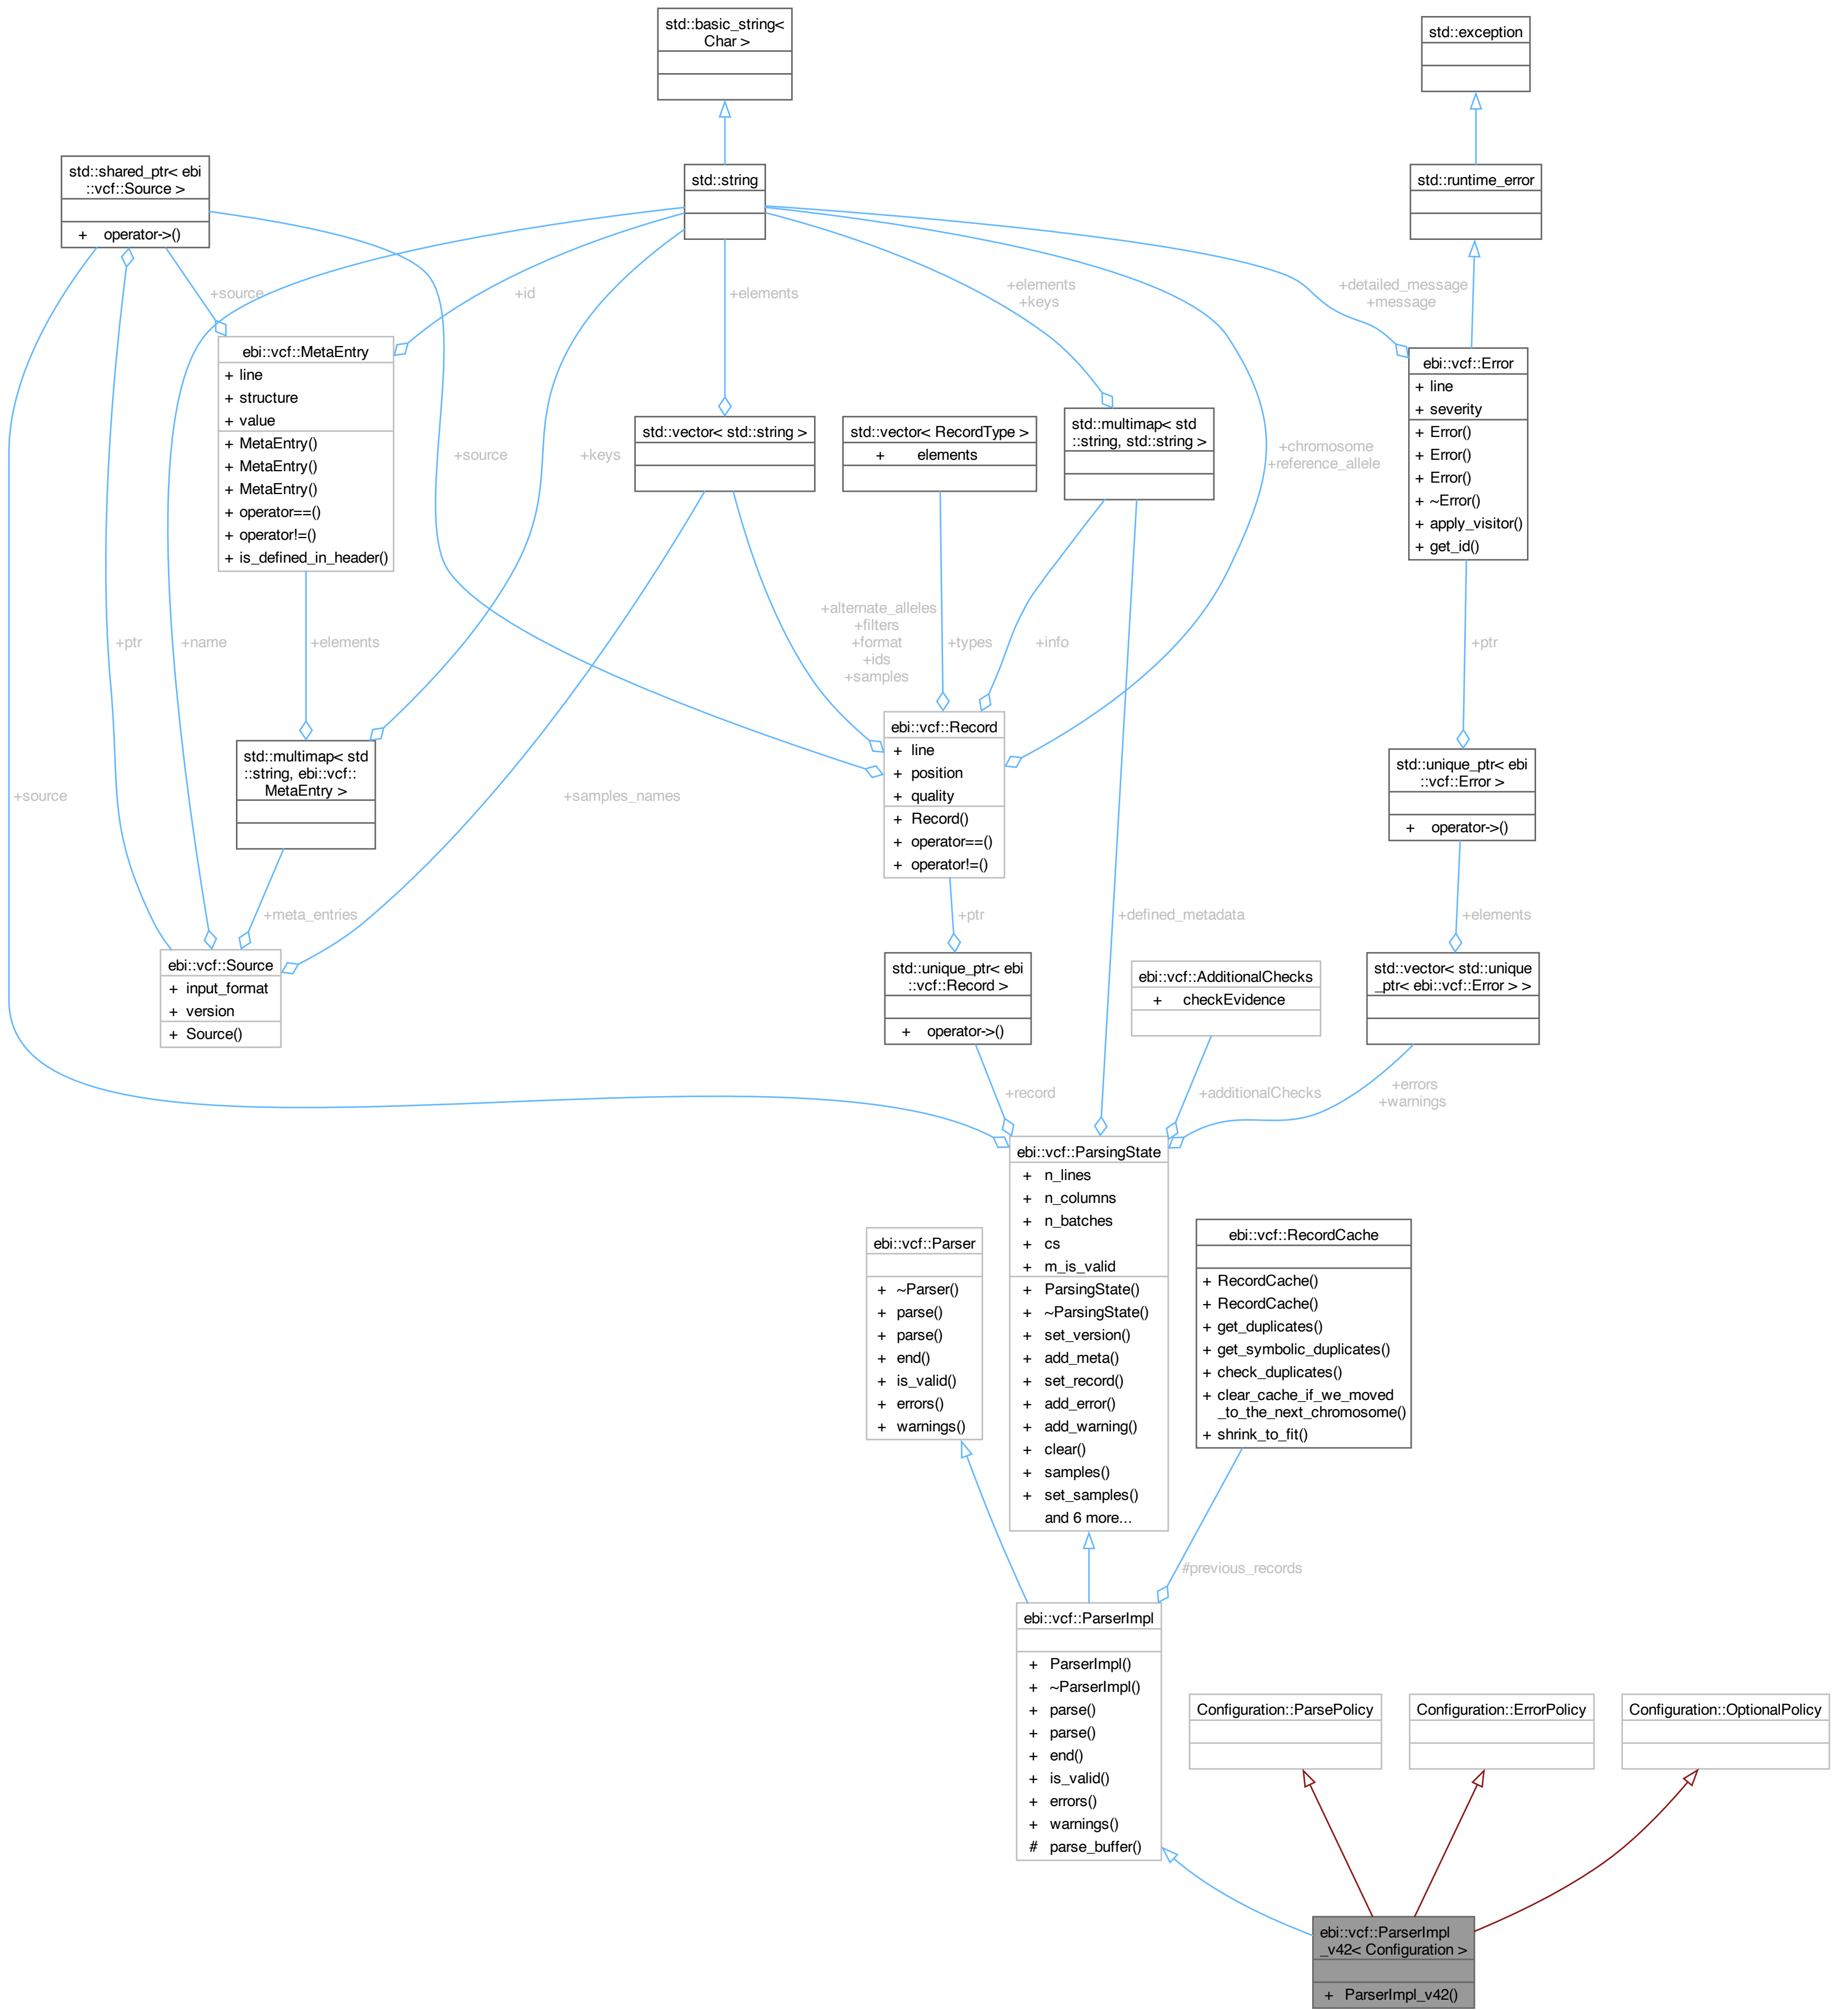 std::basic_string<
Char >
std::exception
std::shared_ptr< ebi
::vcf::Source >
+ operator->()
std::string
std::runtime_error
+source
+id
+elements
+elements
+keys
+detailed_message
+message
ebi::vcf::MetaEntry
+ line
+ structure
+ value
+ MetaEntry()
+ MetaEntry()
+ MetaEntry()
+ operator==()
+ operator!=()
+ is_defined_in_header()
+source
+keys
std::vector< std::string >
std::vector< RecordType >
+ elements
std::multimap< std
::string, std::string >
+chromosome
+reference_allele
ebi::vcf::Error
+ line
+ severity
+ Error()
+ Error()
+ Error()
+ ~Error()
+ apply_visitor()
+ get_id()
+ptr
+name
+elements
+alternate_alleles
+filters
+format
+ids
+samples
+types
+info
+ptr
std::multimap< std
::string, ebi::vcf::
MetaEntry >
ebi::vcf::Record
+ line
+ position
+ quality
+ Record()
+ operator==()
+ operator!=()
std::unique_ptr< ebi
::vcf::Error >
+ operator->()
+source
+samples_names
+meta_entries
+ptr
+defined_metadata
+elements
ebi::vcf::Source
+ input_format
+ version
+ Source()
std::unique_ptr< ebi
::vcf::Record >
+ operator->()
ebi::vcf::AdditionalChecks
+ checkEvidence
std::vector< std::unique
_ptr< ebi::vcf::Error > >
+record
+additionalChecks
+errors
+warnings
ebi::vcf::ParsingState
+ n_lines
+ n_columns
+ n_batches
+ cs
+ m_is_valid
+ ParsingState()
+ ~ParsingState()
+ set_version()
+ add_meta()
+ set_record()
+ add_error()
+ add_warning()
+ clear()
+ samples()
+ set_samples()
and 6 more...
ebi::vcf::Parser
+ ~Parser()
+ parse()
+ parse()
+ end()
+ is_valid()
+ errors()
+ warnings()
ebi::vcf::RecordCache
+ RecordCache()
+ RecordCache()
+ get_duplicates()
+ get_symbolic_duplicates()
+ check_duplicates()
+ clear_cache_if_we_moved
_to_the_next_chromosome()
+ shrink_to_fit()
#previous_records
ebi::vcf::ParserImpl
+ ParserImpl()
+ ~ParserImpl()
+ parse()
+ parse()
+ end()
+ is_valid()
+ errors()
+ warnings()
# parse_buffer()
Configuration::ParsePolicy
Configuration::ErrorPolicy
Configuration::OptionalPolicy
ebi::vcf::ParserImpl
_v42< Configuration >
+ ParserImpl_v42()